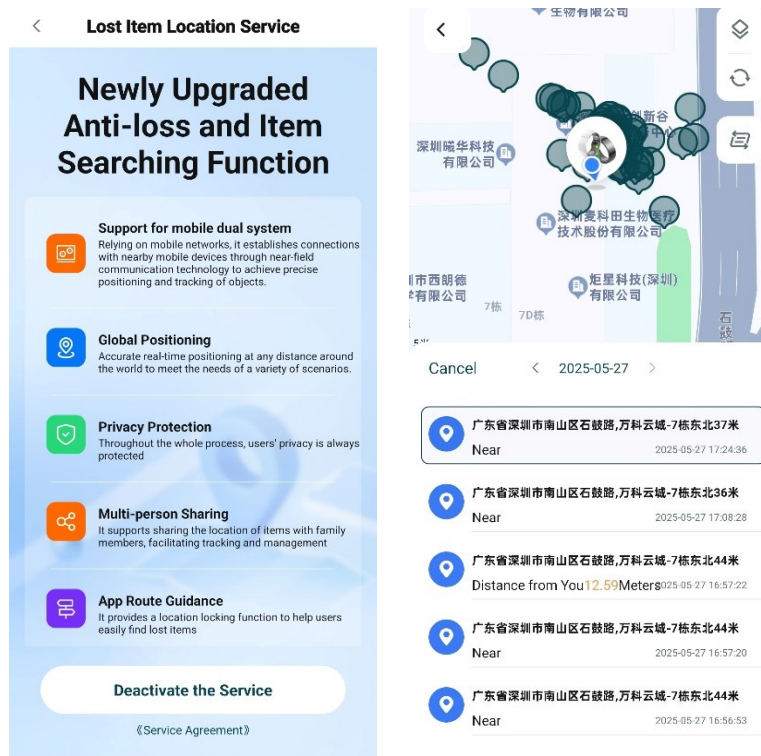 Lost Item Location Service
Newly Upgraded
Anti-loss and Item
Searching Function
Support for mobile dual system
Relying on mobile networks, it establishes connections
with nearby mobile devices through near-field
communication technology to achieve precise
positioning and tracking of objects.
Global Positioning
Accurate real-time positioning at any distance around
the world to meet the needs of a variety of scenarios.
Privacy Protection
Throughout the whole process, users' privacy is always
protected
Multi-person Sharing
It supports sharing the location of items with family
members, facilitating tracking and management
App Route Guidance
It provides a location locking function to help users
easily find lost items
Deactivate the Service
《Service Agreement》
生物有限公司
创新谷
中心
深圳曦华科技
有限公司
深圳麦科田生物医疗
技术股份有限公司
市西朗德
有限公司
炬星科技(深圳)
有限公司
7栋
7D栋
石鼓
Cancel
2025-05-27
广东省深圳市南山区石鼓路,万科云城-7栋东北37米
Near
2025-05-27 17:24:36
广东省深圳市南山区石鼓路,万科云城-7栋东北36米
Near
2025-05-27 17:08:28
广东省深圳市南山区石鼓路,万科云城-7栋东北44米
Distance from You12.59Meters
2025-05-27 16:57:22
广东省深圳市南山区石鼓路,万科云城-7栋东北44米
Near
2025-05-27 16:57:20
广东省深圳市南山区石鼓路,万科云城-7栋东北44米
Near
2025-05-27 16:56:53